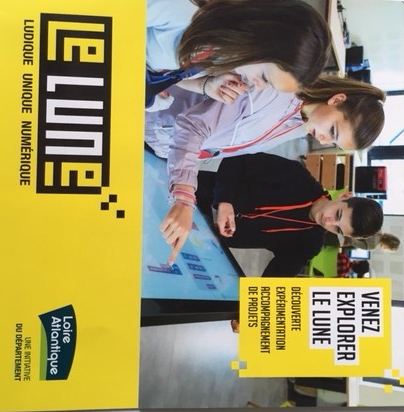 VENEZ
EXPLORER
LE LUNE
DÉCOUVERTE
EXPÉRIMENTATION
ACCOMPAGNEMENT
DE PROJETS
Le LUNe
LUDIQUE UNIQUE NUMÉRIQUE
Loire
Atlantique
UNE INITIATIVE
DU DÉPARTEMENT